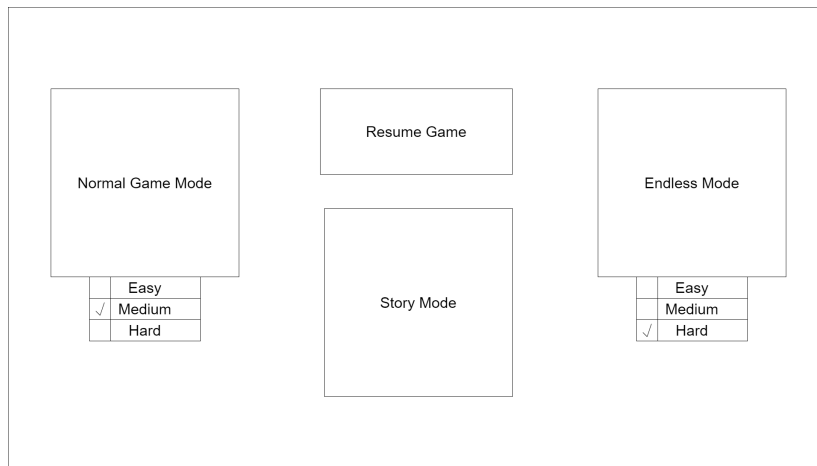 Resume Game
Normal Game Mode
Endless Mode
Story Mode
Easy
√ Medium
Hard
Easy
Medium
√ Hard